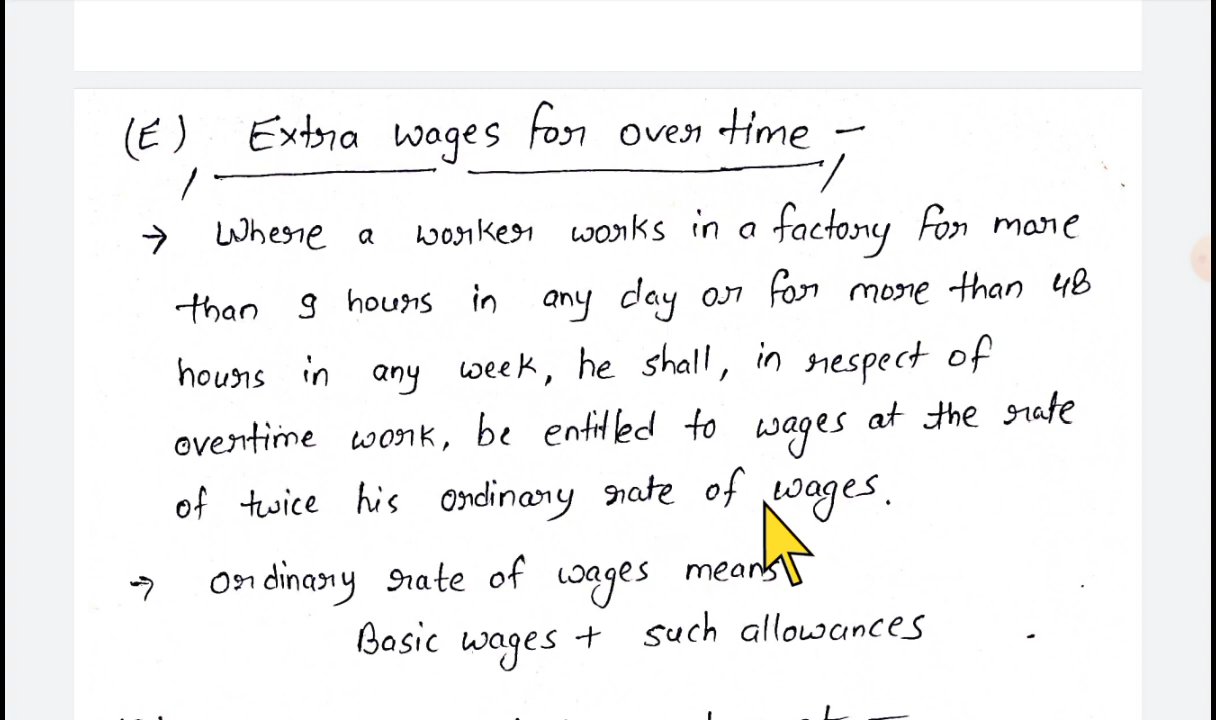 (E) Extra wages for over time -
→ Where a worker works in a factory for more
than 9 hours in any day or for more than 48
hours in any week, he shall, in respect of
overtime work, be entitled to wages at the rate
of twice his ordinary rate of wages.
→ ordinary rate of wages means
Basic wages + such allowances .